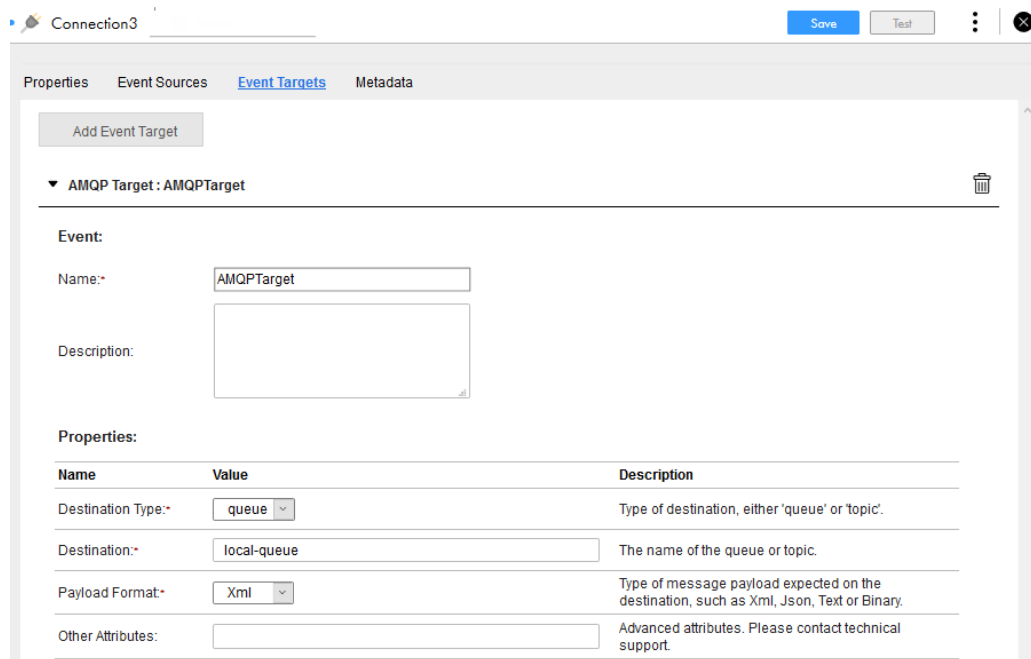 Connection3
Save
Test
Properties Event Sources Event Targets Metadata
Add Event Target
AMQP Target : AMQPTarget
Event:
Name:* AMQPTarget
Description:
Properties:
Name Value Description
Destination Type:* queue Type of destination, either 'queue' or 'topic'.
Destination:* local-queue The name of the queue or topic.
Payload Format:* Xml Type of message payload expected on the
destination, such as Xml, Json, Text or Binary.
Other Attributes: Advanced attributes. Please contact technical
support.